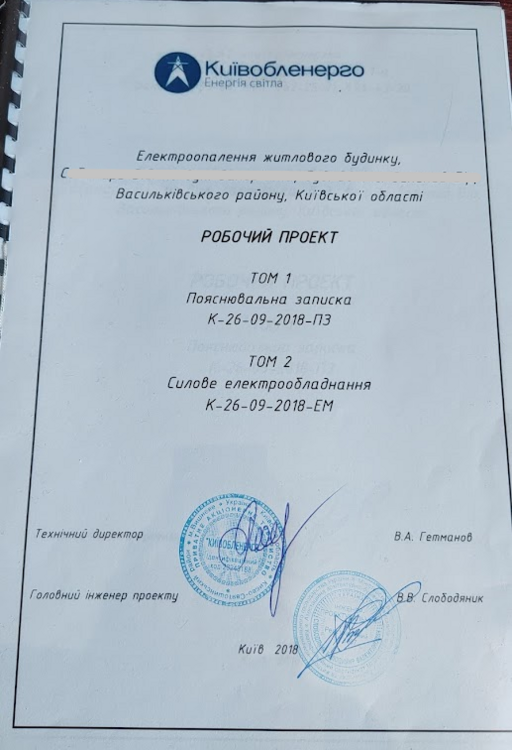 Київобленерго
Енергія світла
Електроопалення житлового будинку,
Васильківського району, Київської області
РОБОЧИЙ ПРОЕКТ
ТОМ 1
Пояснювальна записка
К-26-09-2018-ПЗ
ТОМ 2
Силове електрообладнання
К-26-09-2018-ЕМ
Технічний директор
В.А. Гетманов
Головний інженер проекту
В.В. Слободяник
Київ 2018